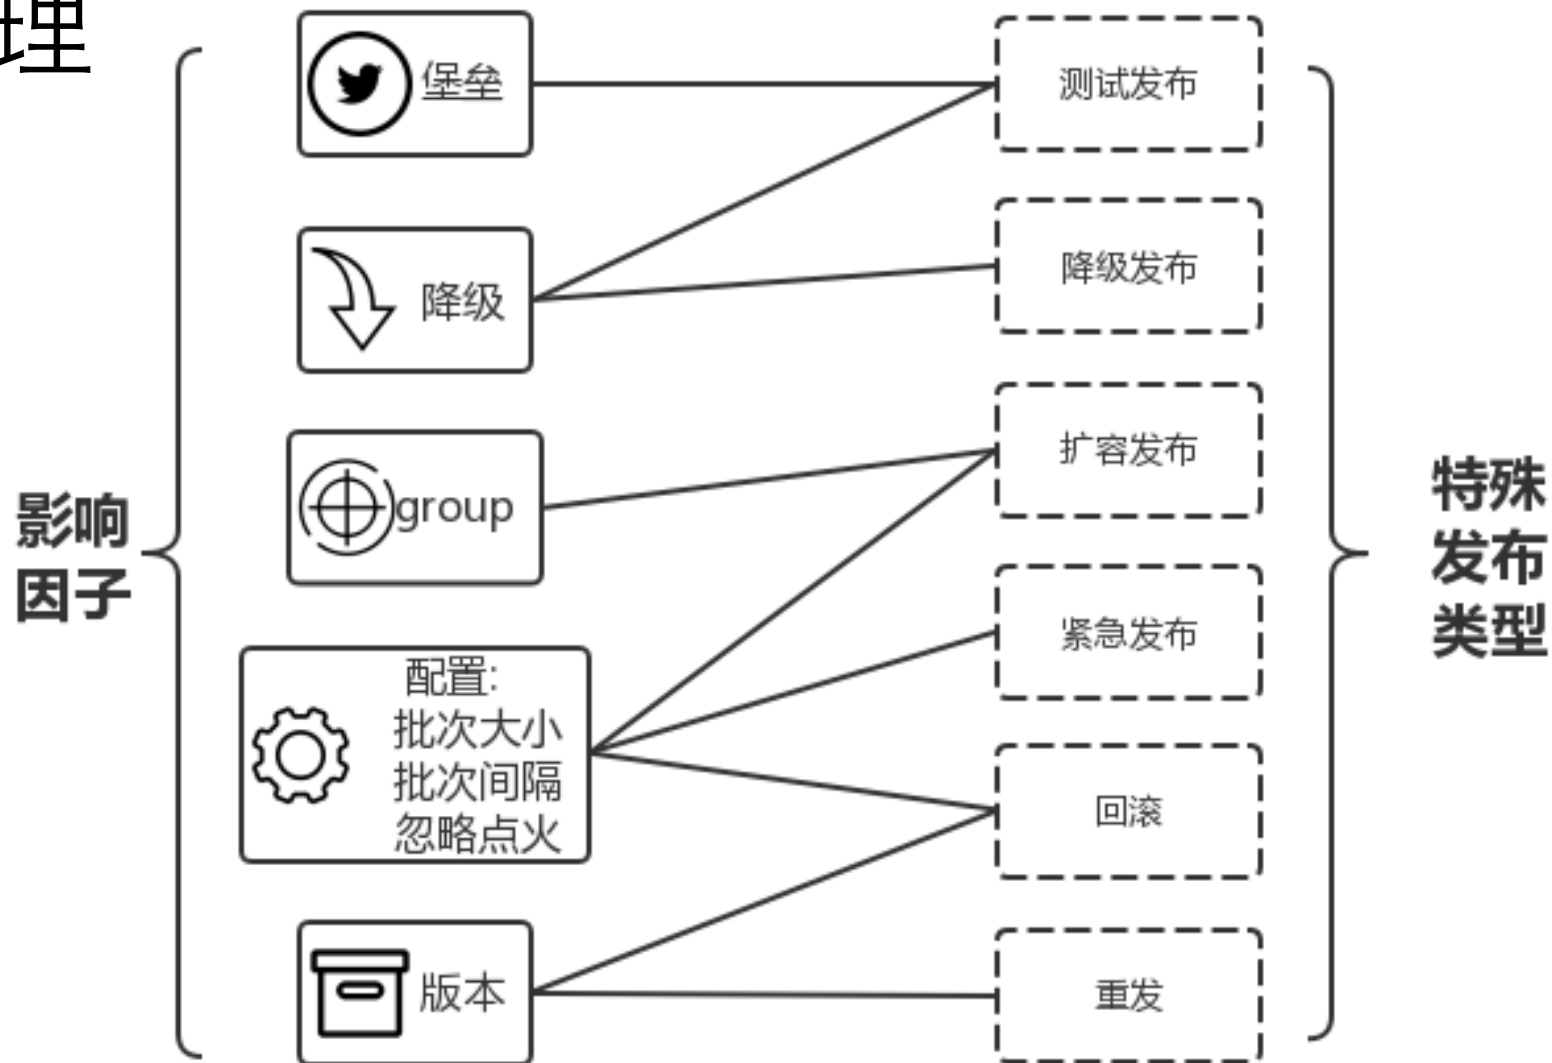 理
影响
因子
堡垒
降级
group
配置:
批次大小
批次间隔
忽略点火
版本
测试发布
降级发布
扩容发布
紧急发布
回滚
重发
特殊
发布
类型